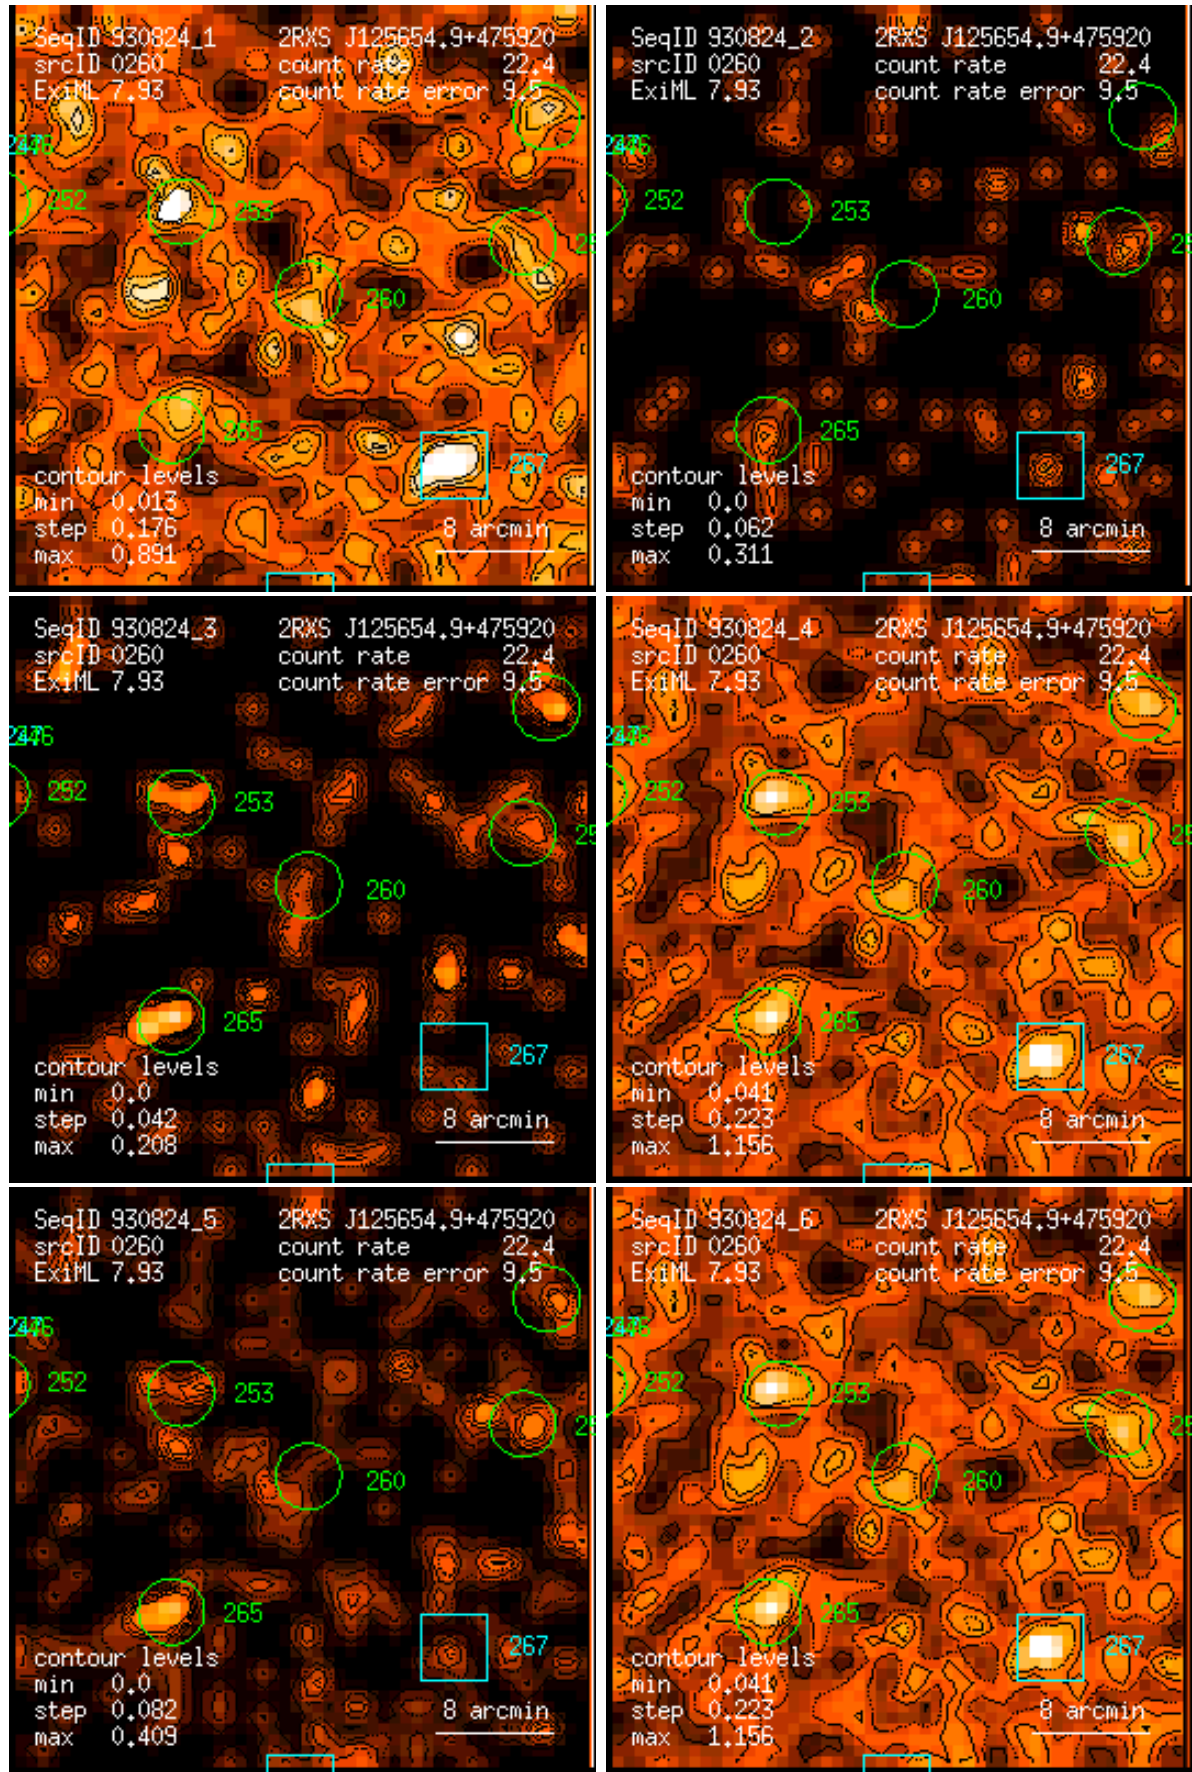 SeqID 930824_1 2RXS J125654.9+475920
srcID 0260 count rate 22.4
ExiML 7.93 count rate error 9.5
252
253
260
265
267
contour levels
min 0.013
step 0.176
max 0.891
8 arcmin
SeqID 930824_2 2RXS J125654.9+475920
srcID 0260 count rate 22.4
ExiML 7.93 count rate error 9.5
252
253
260
265
267
contour levels
min 0.0
step 0.062
max 0.311
8 arcmin
SeqID 930824_3 2RXS J125654.9+475920
srcID 0260 count rate 22.4
ExiML 7.93 count rate error 9.5
252
253
260
265
267
contour levels
min 0.0
step 0.042
max 0.208
8 arcmin
SeqID 930824_4 2RXS J125654.9+475920
srcID 0260 count rate 22.4
ExiML 7.93 count rate error 9.5
252
253
260
265
267
contour levels
min 0.041
step 0.223
max 1.156
8 arcmin
SeqID 930824_5 2RXS J125654.9+475920
srcID 0260 count rate 22.4
ExiML 7.93 count rate error 9.5
252
253
260
265
267
contour levels
min 0.0
step 0.082
max 0.409
8 arcmin
SeqID 930824_6 2RXS J125654.9+475920
srcID 0260 count rate 22.4
ExiML 7.93 count rate error 9.5
252
253
260
265
267
contour levels
min 0.041
step 0.223
max 1.156
8 arcmin